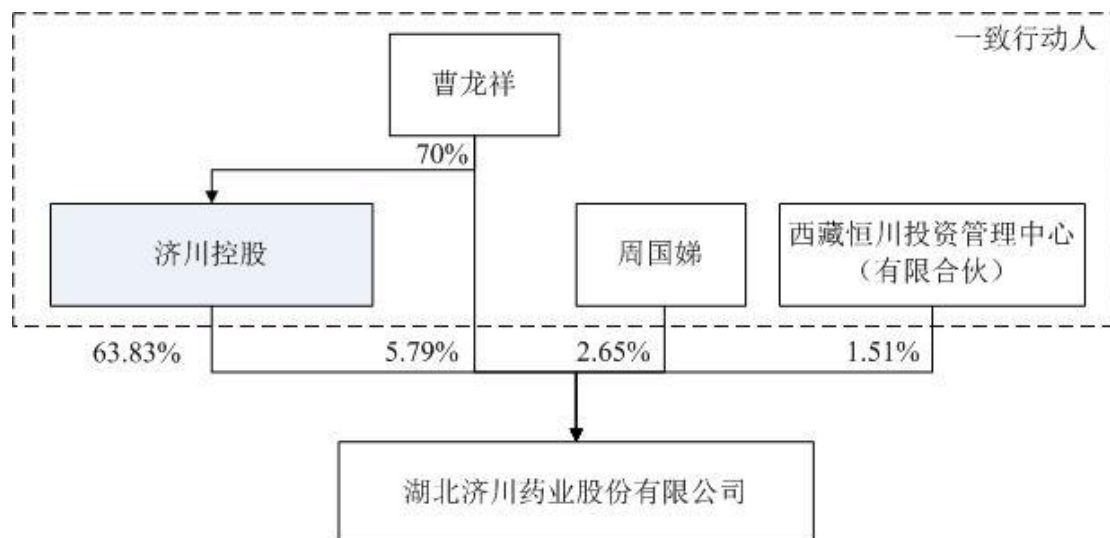 一致行动人
曹龙祥
70%
济川控股
周国娣
西藏恒川投资管理中心
（有限合伙）
63.83%
5.79%
2.65%
1.51%
湖北济川药业股份有限公司